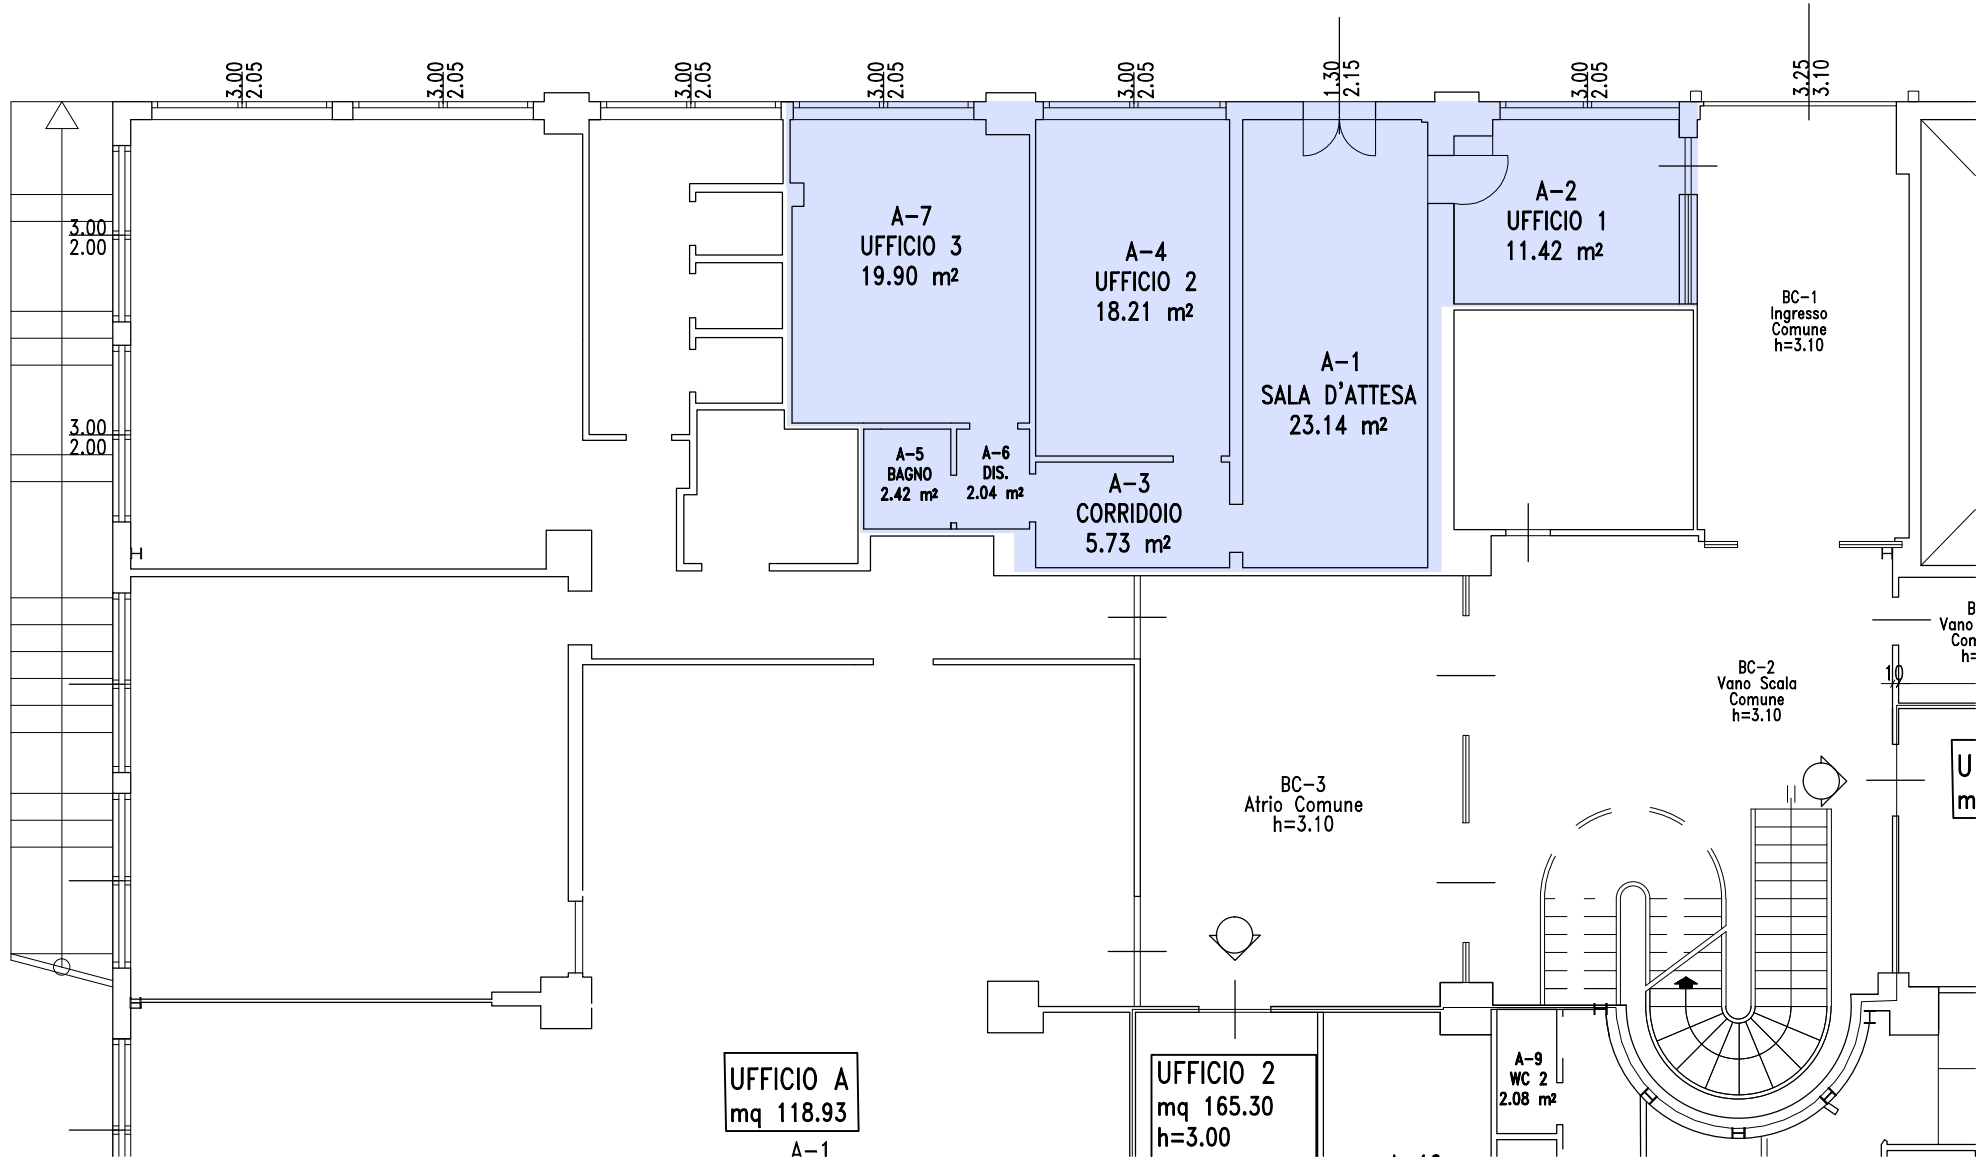 3.00
2.05
3.00
2.05
3.00
2.05
3.00
2.05
3.00
2.05
1.30
2.15
3.00
2.05
3.25
3.10
3.00
2.00
3.00
2.00
A-7
UFFICIO 3
19.90 m²
A-4
UFFICIO 2
18.21 m²
A-2
UFFICIO 1
11.42 m²
A-1
SALA D'ATTESA
23.14 m²
BC-1
Ingresso
Comune
h=3.10
A-5
BAGNO
2.42 m²
A-6
DIS.
2.04 m²
A-3
CORRIDOIO
5.73 m²
B
Vano
Com
h=
10
BC-2
Vano Scala
Comune
h=3.10
BC-3
Atrio Comune
h=3.10
U
m
UFFICIO A
mq 118.93
A-1
UFFICIO 2
mq 165.30
h=3.00
A-9
WC 2
2.08 m²